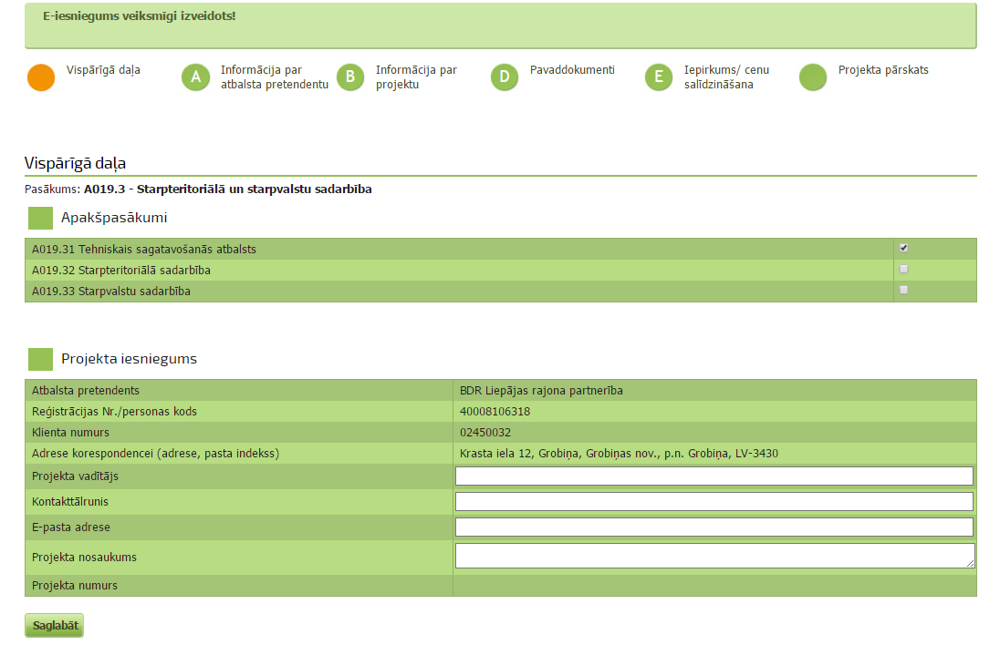 E-iesniegums veiksmīgi izveidots!
Vispārīgā daļa
A
Informācija par
atbalsta pretendentu
B
Informācija par
projektu
D
Pavaddokumenti
E
Iepirkums/ cenu
salīdzināšana
Projekta pārskats
Vispārīgā daļa
Pasākums: A019.3 - Starpteritoriālā un starpvalstu sadarbība
Apakšpasākumi
A019.31 Tehniskais sagatavošanās atbalsts
A019.32 Starpteritoriālā sadarbība
A019.33 Starpvalstu sadarbība
Projekta iesniegums
Atbalsta pretendents BDR Liepājas rajona partnerība
Reģistrācijas Nr./personas kods 40008106318
Klienta numurs 02450032
Adrese korespondencei (adrese, pasta indekss) Krasta iela 12, Grobiņa, Grobiņas nov., p.n. Grobiņa, LV-3430
Projekta vadītājs
Kontakttālrunis
E-pasta adrese
Projekta nosaukums
Projekta numurs
Saglabāt